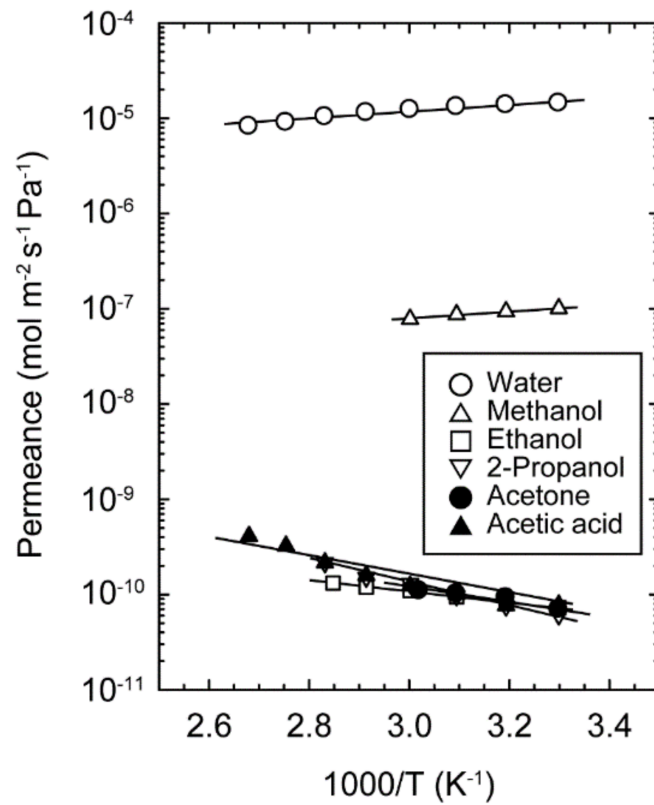 10⁻⁴
10⁻⁵
10⁻⁶
10⁻⁷
10⁻⁸
10⁻⁹
10⁻¹⁰
10⁻¹¹
Permeance (mol m⁻² s⁻¹ Pa⁻¹)
Water
Methanol
Ethanol
2-Propanol
Acetone
Acetic acid
2.6 2.8 3.0 3.2 3.4
1000/T (K⁻¹)